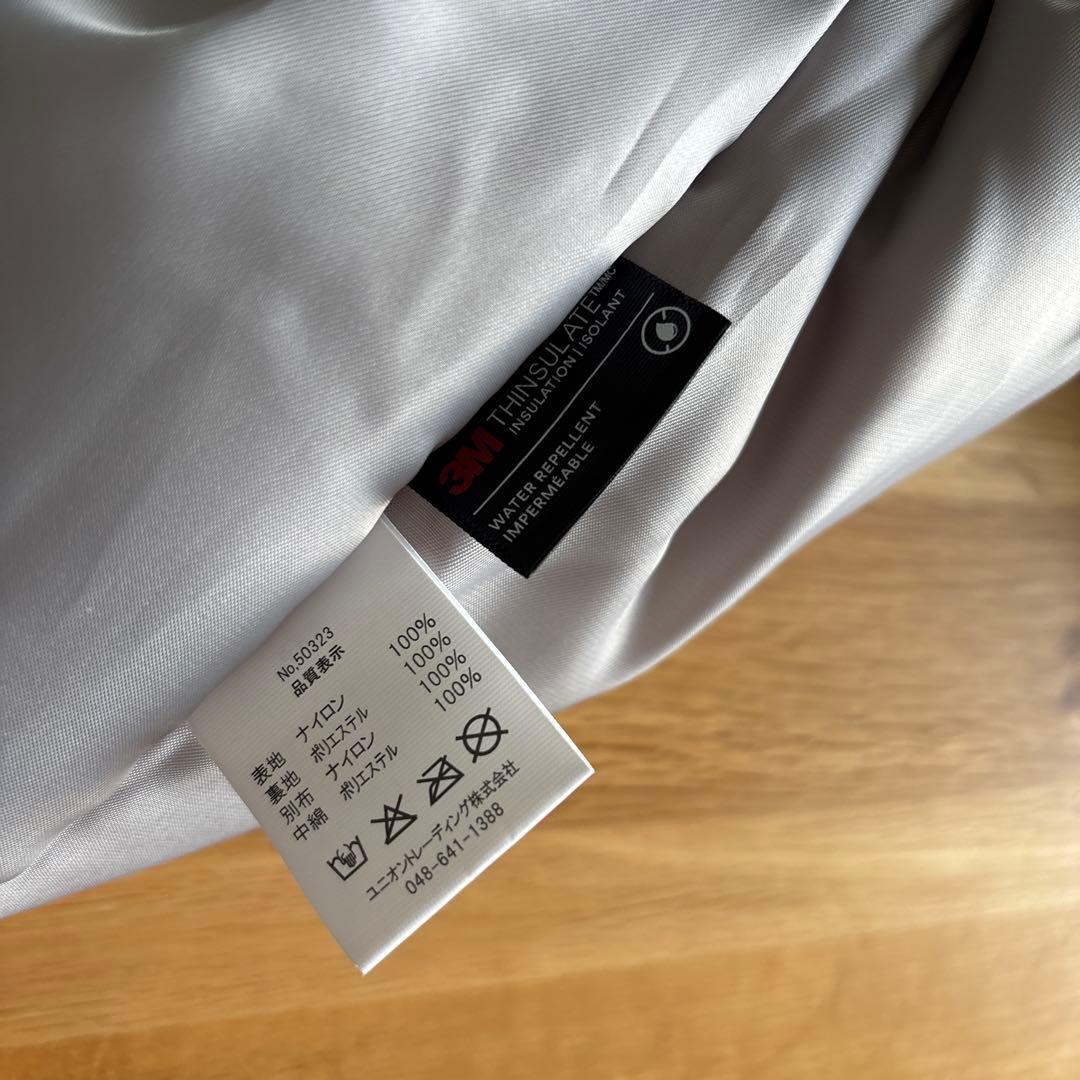 3M THINSULATE™/MC
INSULATION | ISOLANT
WATER REPELLENT
IMPERMÉABLE
No,50323
品質表示
表地 ナイロン 100%
裏地 ポリエステル 100%
別布 ナイロン 100%
中綿 ポリエステル 100%
ユニオントレーディング株式会社
048-641-1388